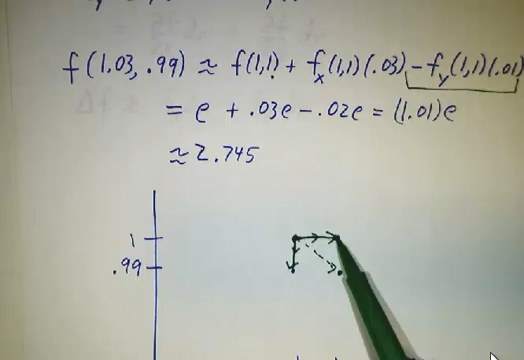 f(1.03, .99) ≈ f(1,1) + fₓ(1,1)(.03) - f_y(1,1)(.01)
= e + .03e - .02e = (1.01)e
≈ 2.745
1
.99